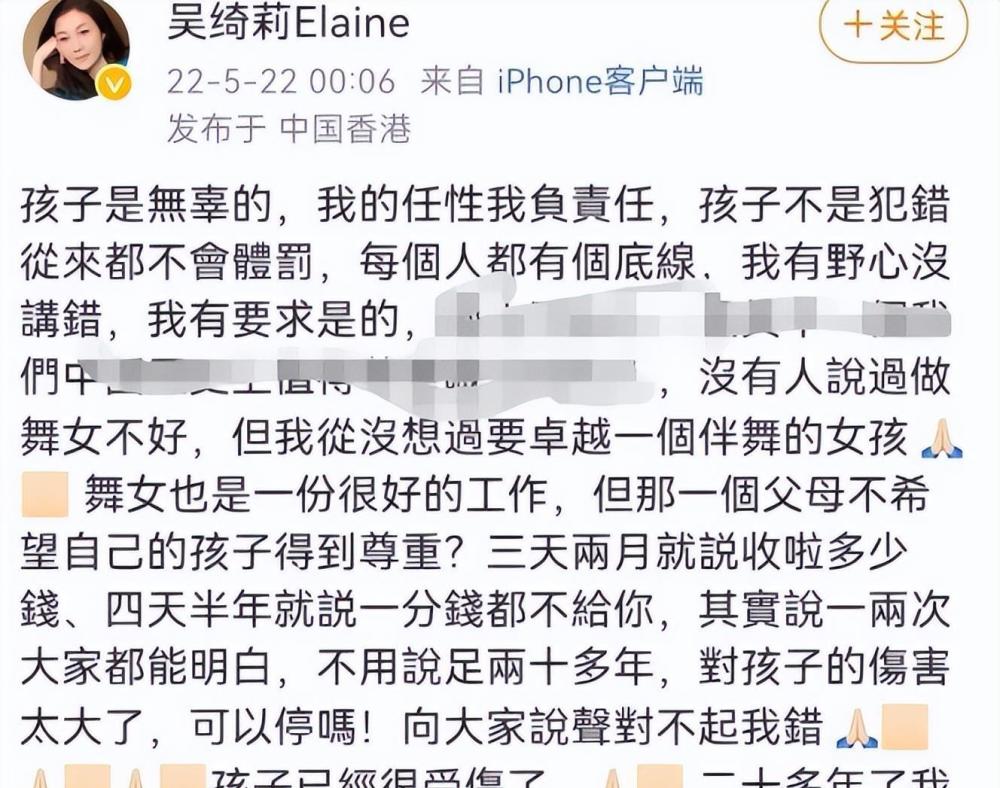 吴绮莉Elaine
+关注
22-5-22 00:06 来自 iPhone客户端
发布于 中国香港
孩子是無辜的，我的任性我負責任，孩子不是犯錯
從來都不會體罰，每個人都有個底線．我有野心沒
講錯，我有要求是的，
們中，沒有人說過做
舞女不好，但我從沒想過要卓越一個伴舞的女孩🙏🏻
舞女也是一份很好的工作，但那一個父母不希
望自己的孩子得到尊重？三天兩月就説收啦多少
錢、四天半年就説一分錢都不給你，其實說一兩次
大家都能明白，不用說足兩十多年，對孩子的傷害
太大了，可以停嗎！向大家說聲對不起我錯🙏🏻
孩子已經很受傷了 二十多年了我